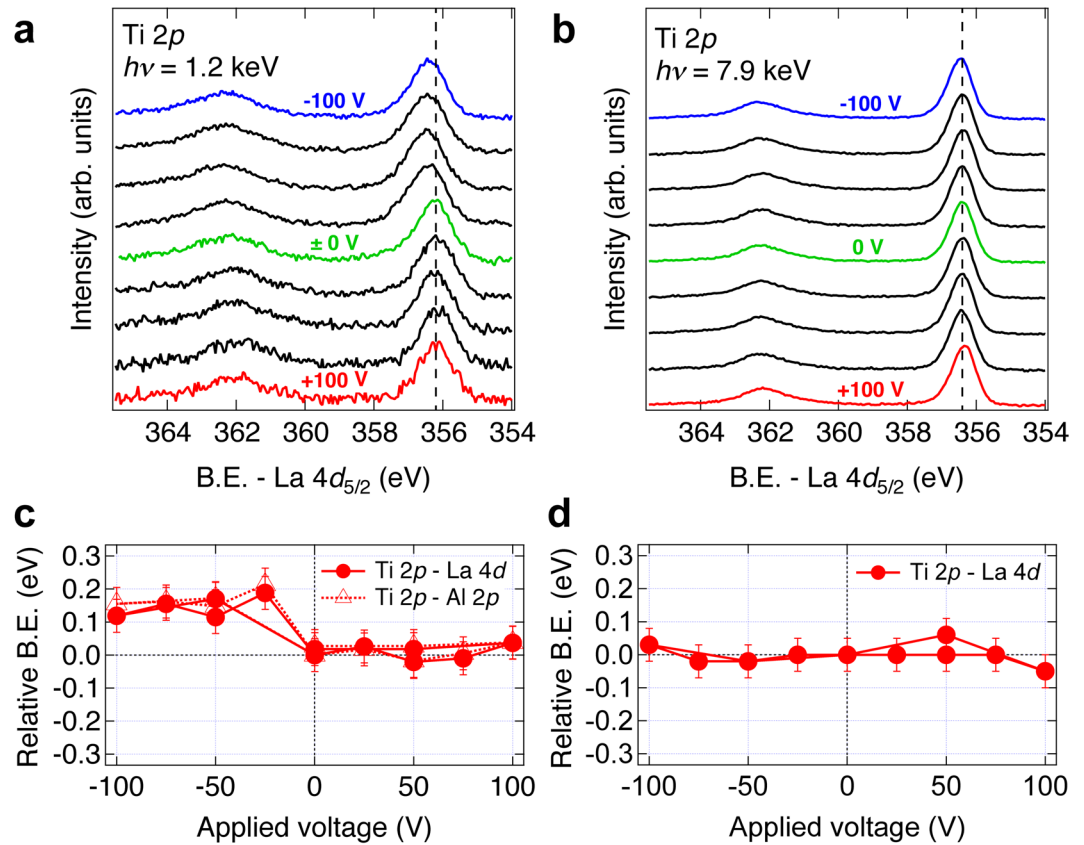 a
Ti 2p
hν = 1.2 keV
-100 V
± 0 V
+100 V
Intensity (arb. units)
364 362 360 358 356 354
B.E. - La 4d5/2 (eV)
b
Ti 2p
hν = 7.9 keV
-100 V
0 V
+100 V
Intensity (arb. units)
364 362 360 358 356 354
B.E. - La 4d5/2 (eV)
c
Ti 2p - La 4d
Ti 2p - Al 2p
Relative B.E. (eV)
0.3
0.2
0.1
0.0
-0.1
-0.2
-0.3
-100 -50 0 50 100
Applied voltage (V)
d
Ti 2p - La 4d
Relative B.E. (eV)
0.3
0.2
0.1
0.0
-0.1
-0.2
-0.3
-100 -50 0 50 100
Applied voltage (V)